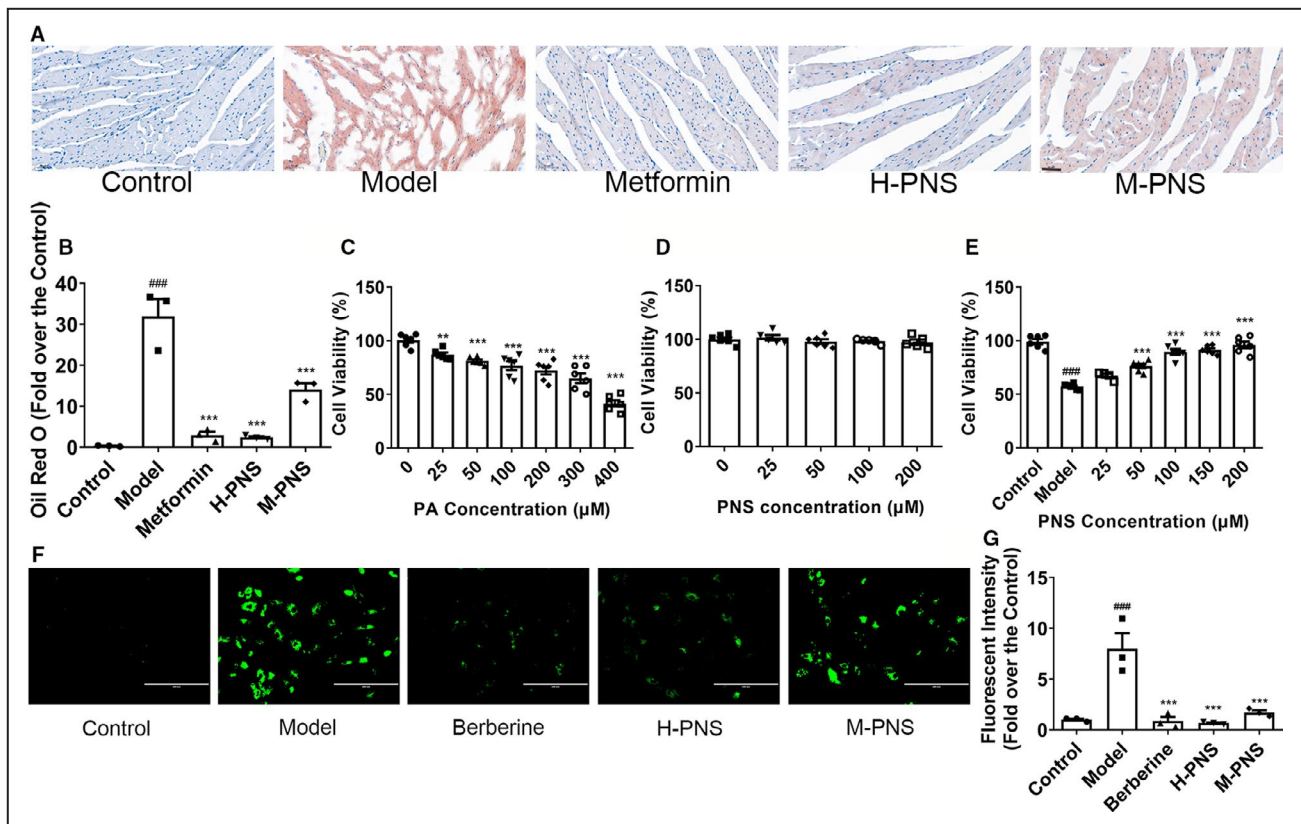 A
Control
Model
Metformin
H-PNS
M-PNS
B
Oil Red O (Fold over the Control)
40
30
20
10
0
###
***
***
***
Control
Model
Metformin
H-PNS
M-PNS
C
Cell Viability (%)
150
100
50
0
**
***
***
***
***
***
0
25
50
100
200
300
400
PA Concentration (µM)
D
Cell Viability (%)
150
100
50
0
0
25
50
100
200
PNS concentration (µM)
E
Cell Viability (%)
150
100
50
0
###
***
***
***
***
Control
Model
25
50
100
150
200
PNS Concentration (µM)
F
Control
Model
Berberine
H-PNS
M-PNS
G
Fluorescent Intensity
(Fold over the Control)
15
10
5
0
###
***
***
***
Control
Model
Berberine
H-PNS
M-PNS